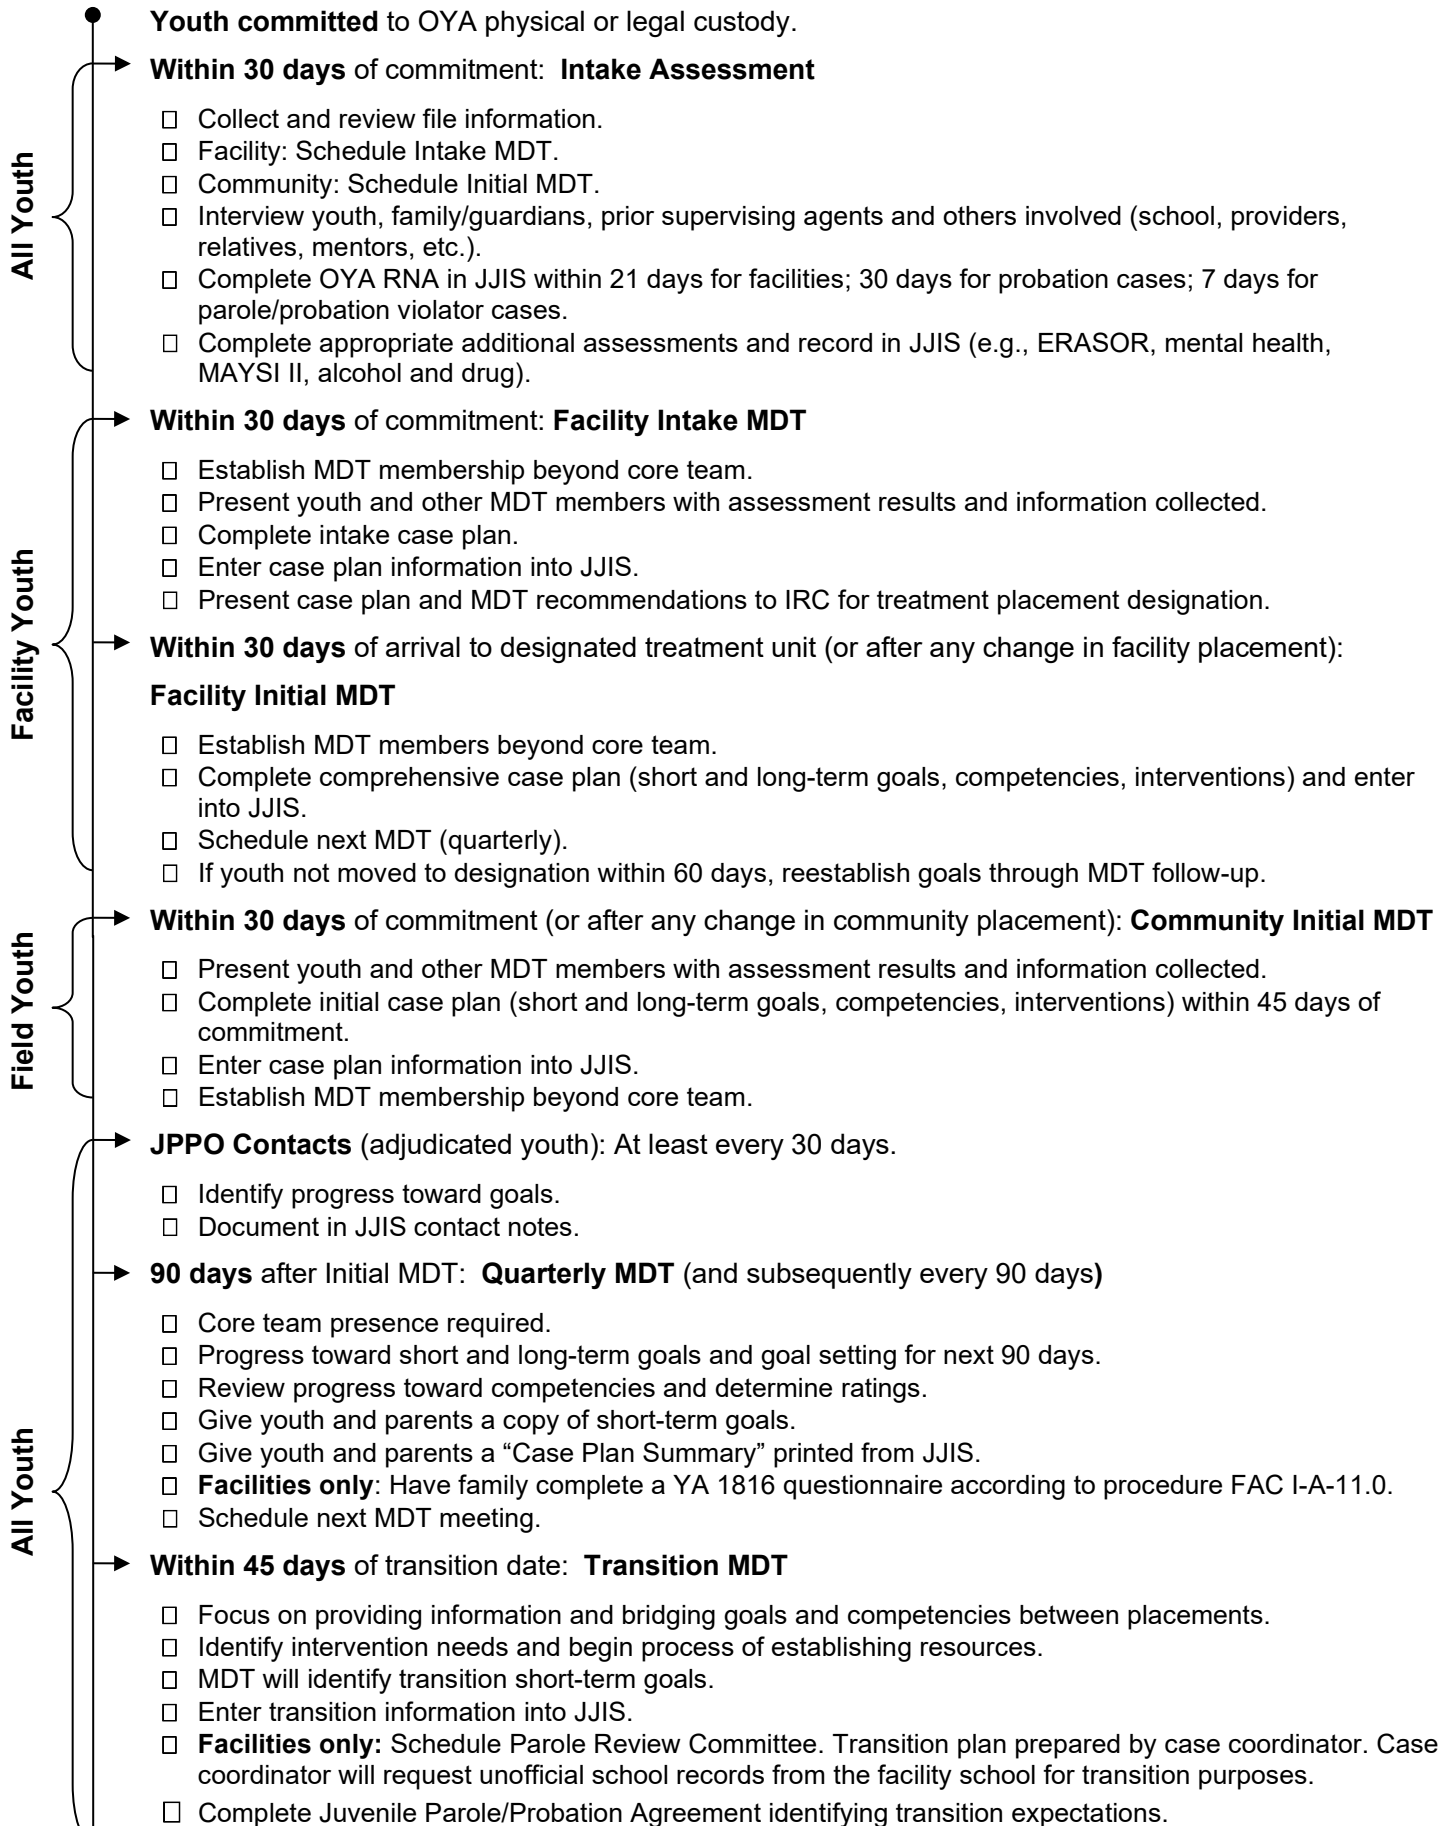 Youth committed to OYA physical or legal custody.
All Youth
Within 30 days of commitment: Intake Assessment
Collect and review file information.
Facility: Schedule Intake MDT.
Community: Schedule Initial MDT.
Interview youth, family/guardians, prior supervising agents and others involved (school, providers,
relatives, mentors, etc.).
Complete OYA RNA in JJIS within 21 days for facilities; 30 days for probation cases; 7 days for
parole/probation violator cases.
Complete appropriate additional assessments and record in JJIS (e.g., ERASOR, mental health,
MAYSI II, alcohol and drug).
Facility Youth
Within 30 days of commitment: Facility Intake MDT
Establish MDT membership beyond core team.
Present youth and other MDT members with assessment results and information collected.
Complete intake case plan.
Enter case plan information into JJIS.
Present case plan and MDT recommendations to IRC for treatment placement designation.
Within 30 days of arrival to designated treatment unit (or after any change in facility placement):
Facility Initial MDT
Establish MDT members beyond core team.
Complete comprehensive case plan (short and long-term goals, competencies, interventions) and enter
into JJIS.
Schedule next MDT (quarterly).
If youth not moved to designation within 60 days, reestablish goals through MDT follow-up.
Field Youth
Within 30 days of commitment (or after any change in community placement): Community Initial MDT
Present youth and other MDT members with assessment results and information collected.
Complete initial case plan (short and long-term goals, competencies, interventions) within 45 days of
commitment.
Enter case plan information into JJIS.
Establish MDT membership beyond core team.
All Youth
JPPO Contacts (adjudicated youth): At least every 30 days.
Identify progress toward goals.
Document in JJIS contact notes.
90 days after Initial MDT: Quarterly MDT (and subsequently every 90 days)
Core team presence required.
Progress toward short and long-term goals and goal setting for next 90 days.
Review progress toward competencies and determine ratings.
Give youth and parents a copy of short-term goals.
Give youth and parents a “Case Plan Summary” printed from JJIS.
Facilities only: Have family complete a YA 1816 questionnaire according to procedure FAC I-A-11.0.
Schedule next MDT meeting.
Within 45 days of transition date: Transition MDT
Focus on providing information and bridging goals and competencies between placements.
Identify intervention needs and begin process of establishing resources.
MDT will identify transition short-term goals.
Enter transition information into JJIS.
Facilities only: Schedule Parole Review Committee. Transition plan prepared by case coordinator. Case
coordinator will request unofficial school records from the facility school for transition purposes.
Complete Juvenile Parole/Probation Agreement identifying transition expectations.